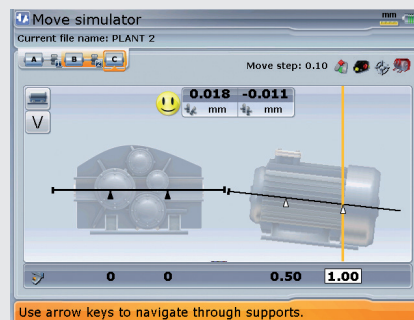 Move simulator
mm
Current file name: PLANT 2
A B C
Move step: 0.10
0.018 -0.011
mm mm
V
0 0 0.50 1.00
Use arrow keys to navigate through supports.